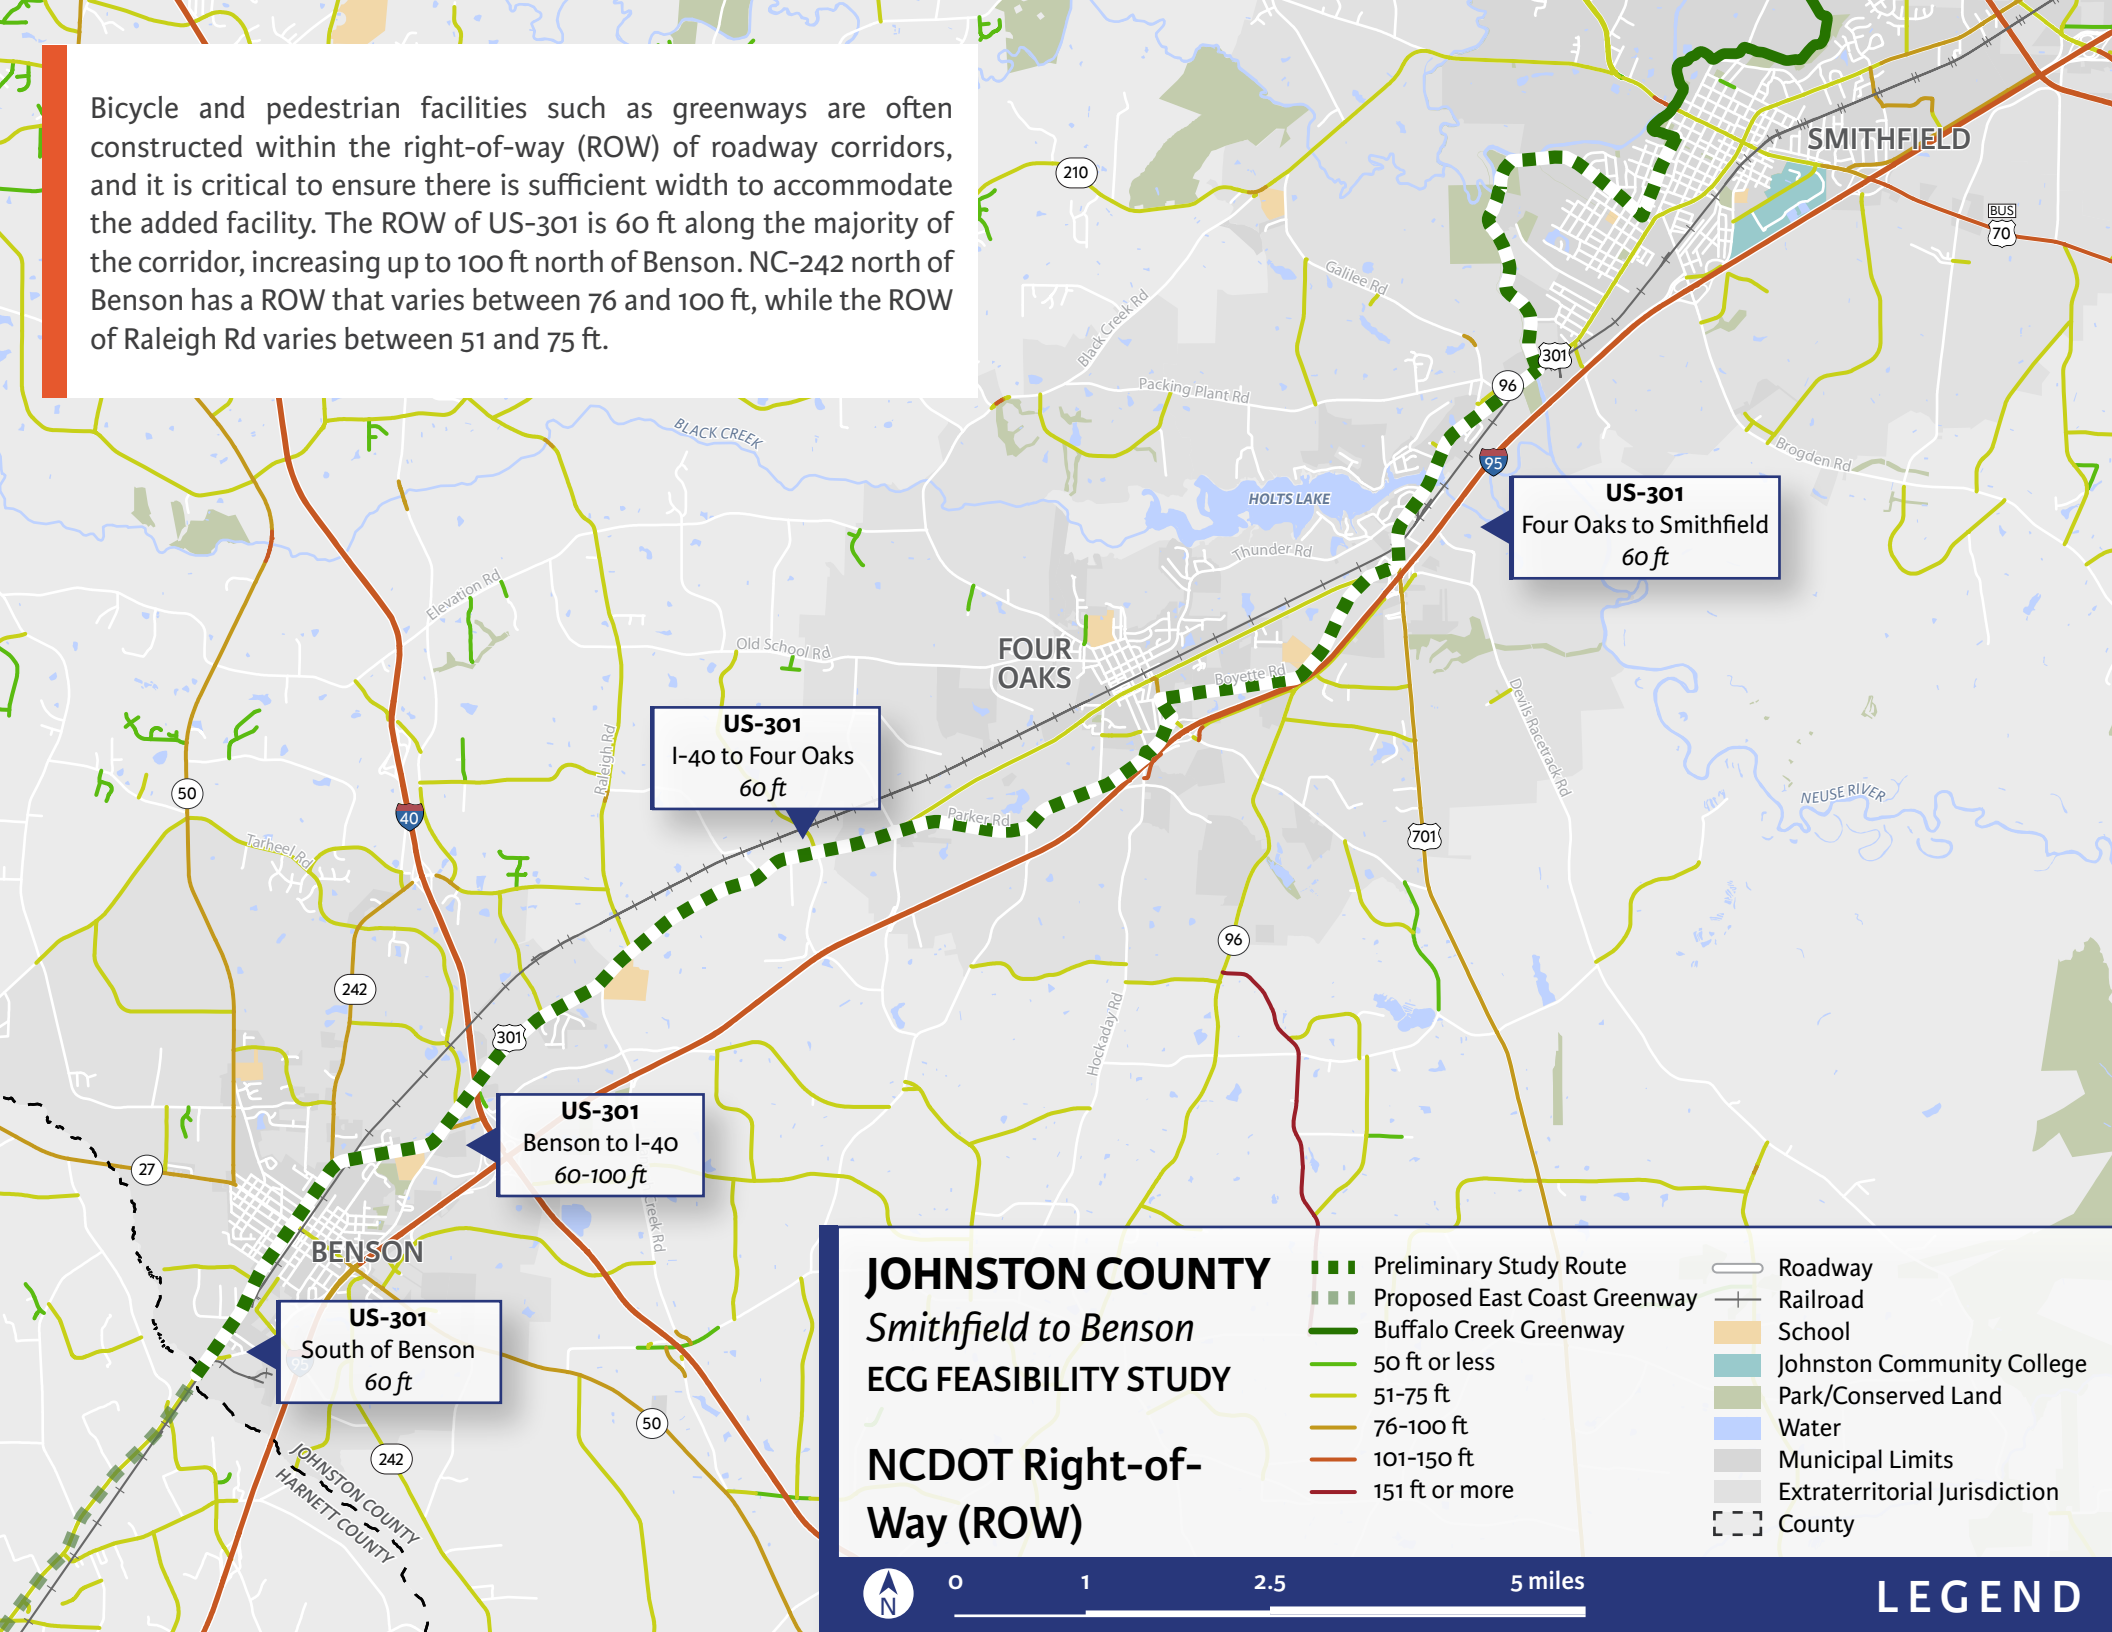 Bicycle and pedestrian facilities such as greenways are often
constructed within the right-of-way (ROW) of roadway corridors,
and it is critical to ensure there is sufficient width to accommodate
the added facility. The ROW of US-301 is 60 ft along the majority of
the corridor, increasing up to 100 ft north of Benson. NC-242 north of
Benson has a ROW that varies between 76 and 100 ft, while the ROW
of Raleigh Rd varies between 51 and 75 ft.
SMITHFIELD
210
BUS
70
Galilee Rd
Black Creek Rd
301
Packing Plant Rd
96
BLACK CREEK
Brogden Rd
95
HOLTS LAKE
US-301
Four Oaks to Smithfield
60 ft
Thunder Rd
Elevation Rd
Old School Rd
FOUR
OAKS
Boyette Rd
Devils Racetrack Rd
US-301
I-40 to Four Oaks
60 ft
Raleigh Rd
50
40
Parker Rd
NEUSE RIVER
701
Tarheel Rd
96
242
301
Hockaday Rd
US-301
Benson to I-40
60-100 ft
27
Creek Rd
BENSON
US-301
South of Benson
60 ft
95
50
242
JOHNSTON COUNTY
HARNETT COUNTY
JOHNSTON COUNTY
Smithfield to Benson
ECG FEASIBILITY STUDY
NCDOT Right-of-
Way (ROW)
Preliminary Study Route
Proposed East Coast Greenway
Buffalo Creek Greenway
50 ft or less
51-75 ft
76-100 ft
101-150 ft
151 ft or more
Roadway
Railroad
School
Johnston Community College
Park/Conserved Land
Water
Municipal Limits
Extraterritorial Jurisdiction
County
N
0 1 2.5 5 miles
LEGEND